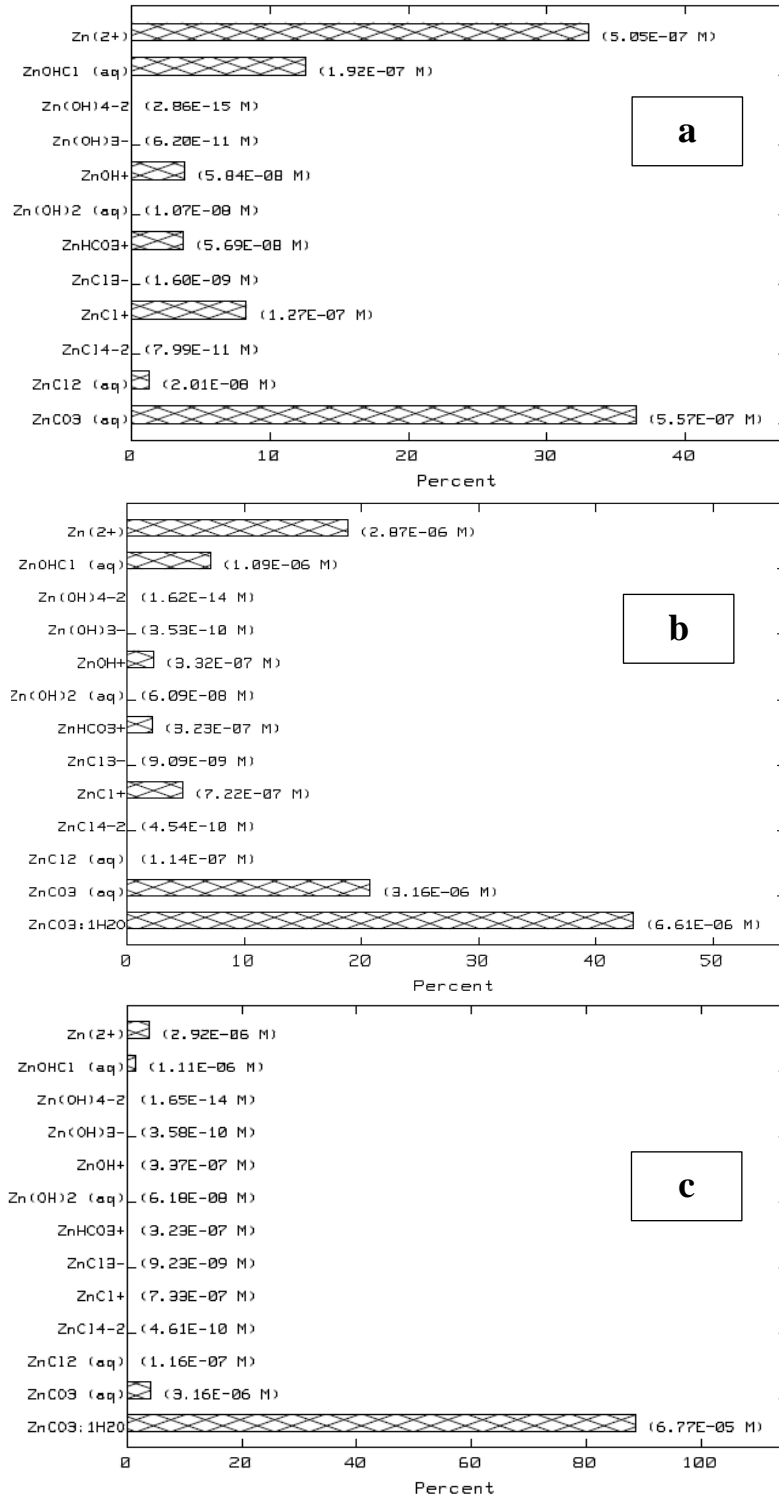 Zn(2+) (5.05E-07 M)
ZnOHCl (aq) (1.92E-07 M)
Zn(OH)4-2 (2.86E-15 M)
Zn(OH)3- (6.20E-11 M)
a
ZnOH+ (5.84E-08 M)
Zn(OH)2 (aq) (1.07E-08 M)
ZnHCO3+ (5.69E-08 M)
ZnCl3- (1.60E-09 M)
ZnCl+ (1.27E-07 M)
ZnCl4-2 (7.99E-11 M)
ZnCl2 (aq) (2.01E-08 M)
ZnCO3 (aq) (5.57E-07 M)
0 10 20 30 40
Percent
Zn(2+) (2.87E-06 M)
ZnOHCl (aq) (1.09E-06 M)
Zn(OH)4-2 (1.62E-14 M)
Zn(OH)3- (3.53E-10 M)
b
ZnOH+ (3.32E-07 M)
Zn(OH)2 (aq) (6.09E-08 M)
ZnHCO3+ (3.23E-07 M)
ZnCl3- (9.09E-09 M)
ZnCl+ (7.22E-07 M)
ZnCl4-2 (4.54E-10 M)
ZnCl2 (aq) (1.14E-07 M)
ZnCO3 (aq) (3.16E-06 M)
ZnCO3:1H2O (6.61E-06 M)
0 10 20 30 40 50
Percent
Zn(2+) (2.92E-06 M)
ZnOHCl (aq) (1.11E-06 M)
Zn(OH)4-2 (1.65E-14 M)
Zn(OH)3- (3.58E-10 M)
ZnOH+ (3.37E-07 M)
c
Zn(OH)2 (aq) (6.18E-08 M)
ZnHCO3+ (3.23E-07 M)
ZnCl3- (9.23E-09 M)
ZnCl+ (7.33E-07 M)
ZnCl4-2 (4.61E-10 M)
ZnCl2 (aq) (1.16E-07 M)
ZnCO3 (aq) (3.16E-06 M)
ZnCO3:1H2O (6.77E-05 M)
0 20 40 60 80 100
Percent